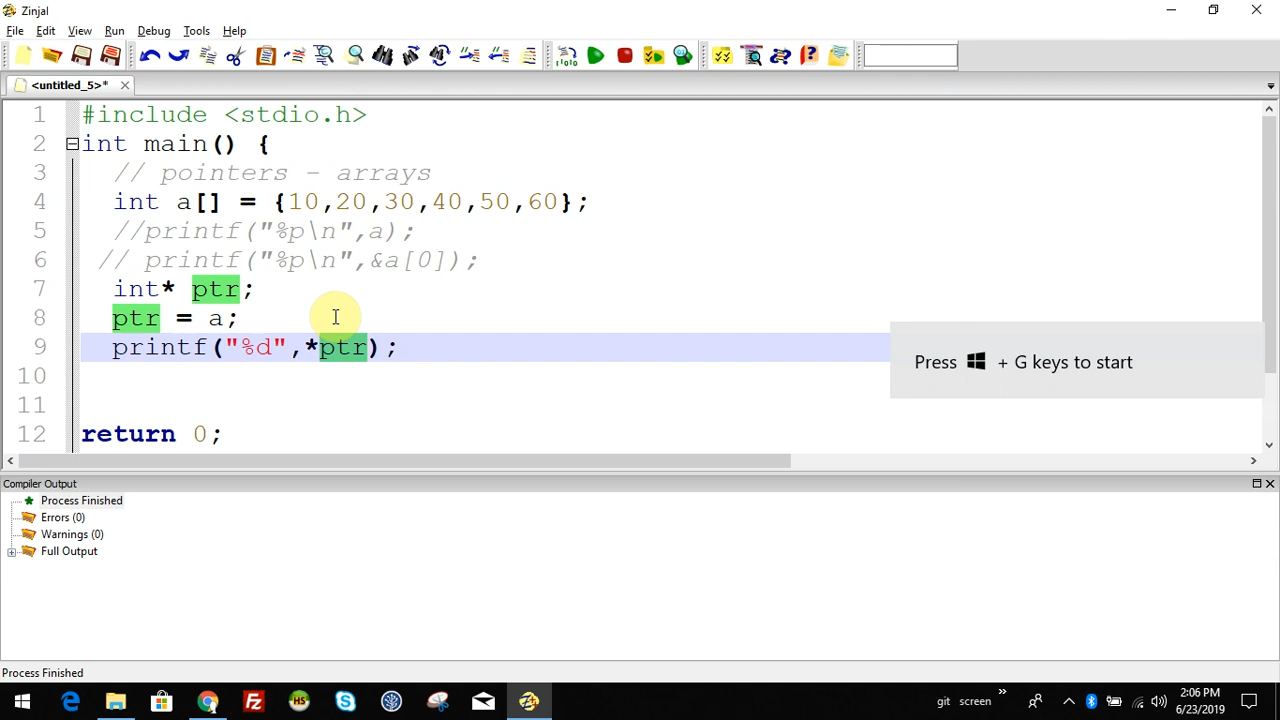 Zinjal
File Edit View Run Debug Tools Help
<untitled_5>*
1 #include <stdio.h>
2 int main() {
3 // pointers - arrays
4 int a[] = {10,20,30,40,50,60};
5 //printf("%p\n",a);
6 // printf("%p\n",&a[0]);
7 int* ptr;
8 ptr = a;
9 printf("%d",*ptr);
10
11
12 return 0;
Press + G keys to start
Compiler Output
Process Finished
Errors (0)
Warnings (0)
Full Output
Process Finished
git screen
2:06 PM
6/23/2019